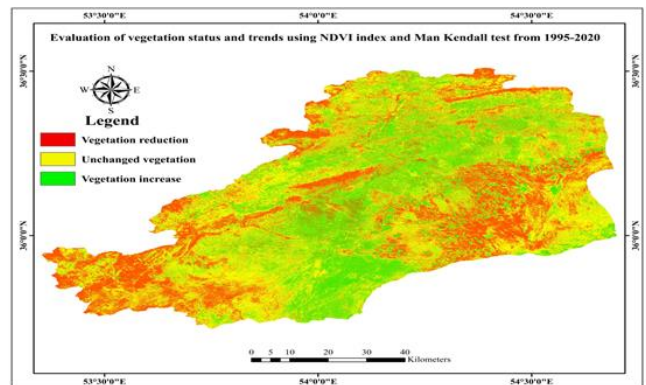 53°30'0"E
54°0'0"E
54°30'0"E
Evaluation of vegetation status and trends using NDVI index and Man Kendall test from 1995-2020
36°30'0"N
36°30'0"N
N
W
E
S
Legend
Vegetation reduction
Unchanged vegetation
Vegetation increase
36°0'0"N
36°0'0"N
0 5 10 20 30 40
Kilometers
53°30'0"E
54°0'0"E
54°30'0"E